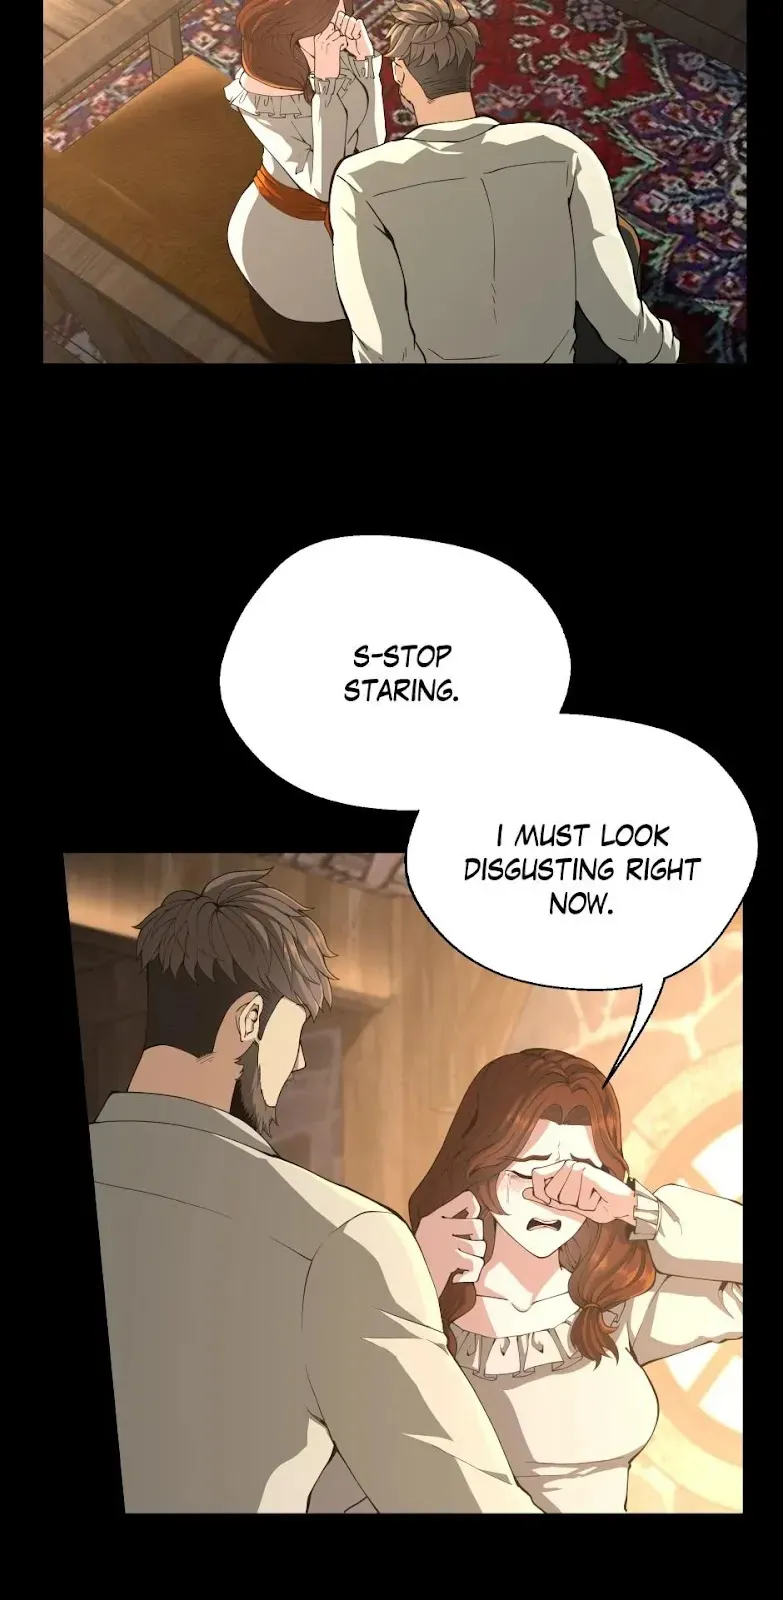 S-STOP
STARING.
I MUST LOOK
DISGUSTING RIGHT
NOW.